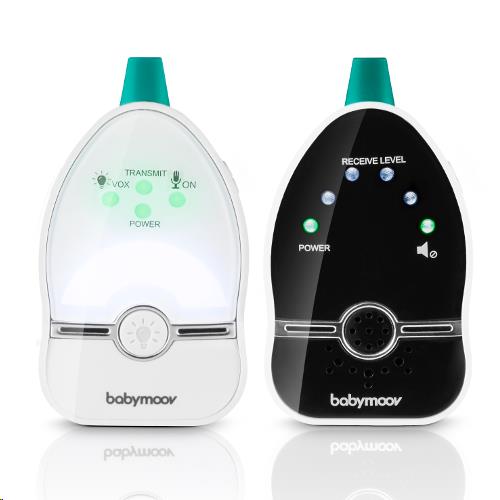 TRANSMIT
VOX
ON
POWER
babymoov
RECEIVE LEVEL
POWER
babymoov